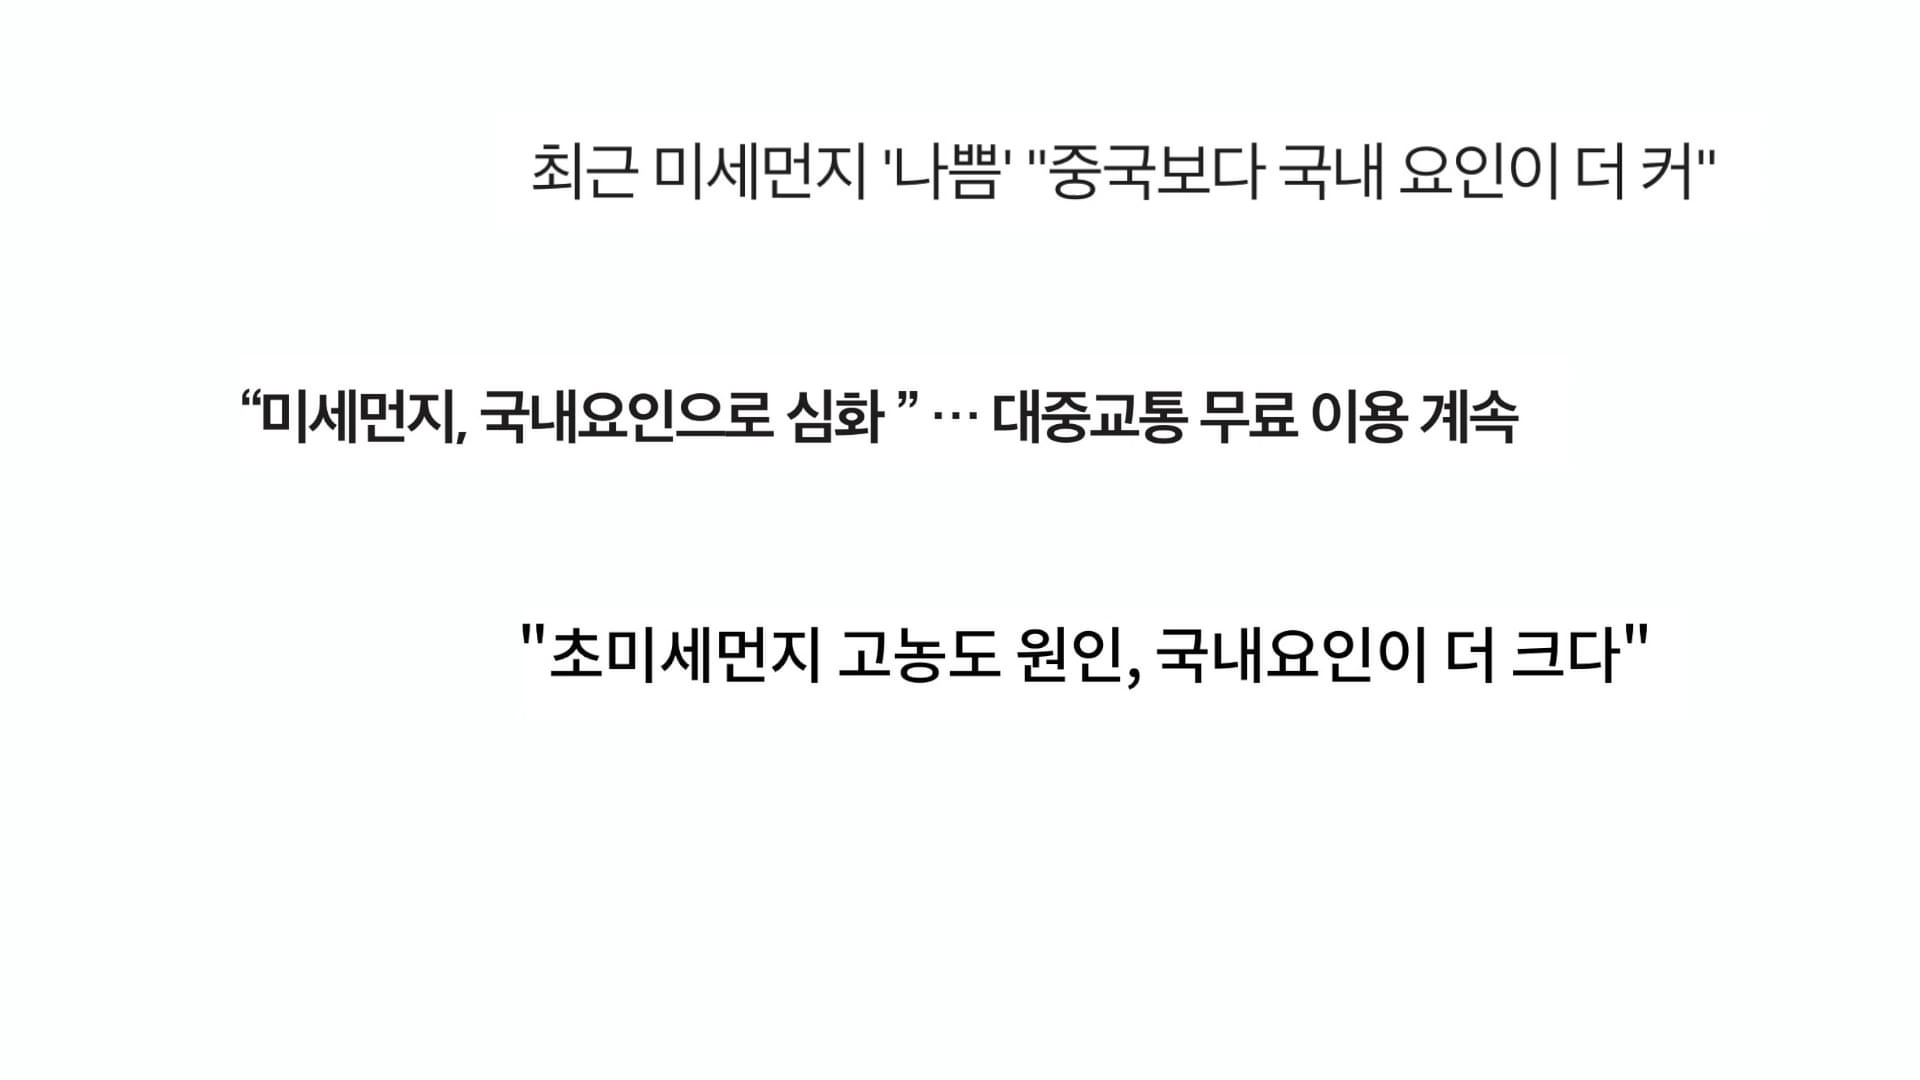 최근 미세먼지 '나쁨' "중국보다 국내 요인이 더 커"
“미세먼지, 국내요인으로 심화 ” … 대중교통 무료 이용 계속
"초미세먼지 고농도 원인, 국내요인이 더 크다"